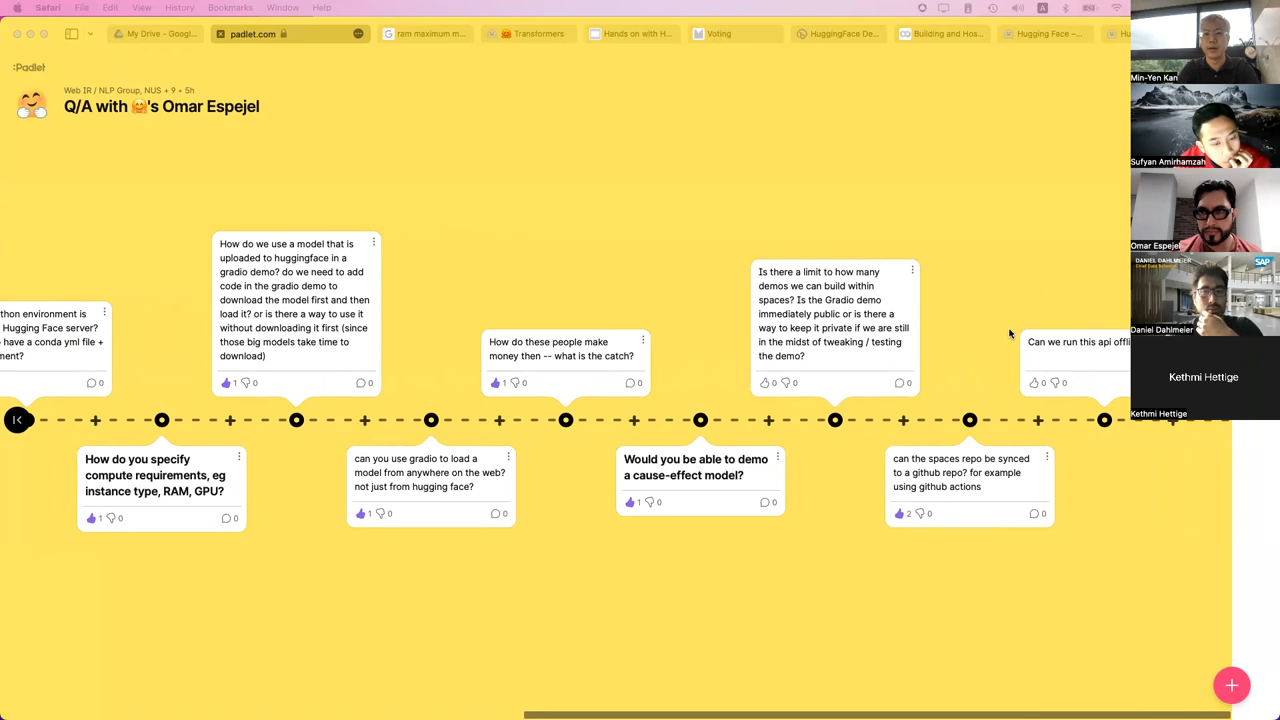 Safari File Edit View History Bookmarks Window Help
My Drive - Googl...
padlet.com
ram maximum m...
Transformers
Hands on with H...
Voting
HuggingFace De...
Building and Hos...
Hugging Face –...
Hu
:Padlet
Web IR / NLP Group, NUS + 9 • 5h
Q/A with 🤗's Omar Espejel
thon environment is
Hugging Face server?
have a conda yml file +
ment?
0
How do we use a model that is
uploaded to huggingface in a
gradio demo? do we need to add
code in the gradio demo to
download the model first and then
load it? or is there a way to use it
without downloading it first (since
those big models take time to
download)
1 0 0
How do these people make
money then -- what is the catch?
1 0 0
Is there a limit to how many
demos we can build within
spaces? Is the Gradio demo
immediately public or is there a
way to keep it private if we are still
in the midst of tweaking / testing
the demo?
0 0 0
Can we run this api offli
0 0
How do you specify
compute requirements, eg
instance type, RAM, GPU?
1 0 0
can you use gradio to load a
model from anywhere on the web?
not just from hugging face?
1 0 0
Would you be able to demo
a cause-effect model?
1 0 0
can the spaces repo be synced
to a github repo? for example
using github actions
2 0 0
Min-Yen Kan
Sufyan Amirhamzah
Omar Espejel
DANIEL DAHLMEIER
SAP
Daniel Dahlmeier
Kethmi Hettige
Kethmi Hettige